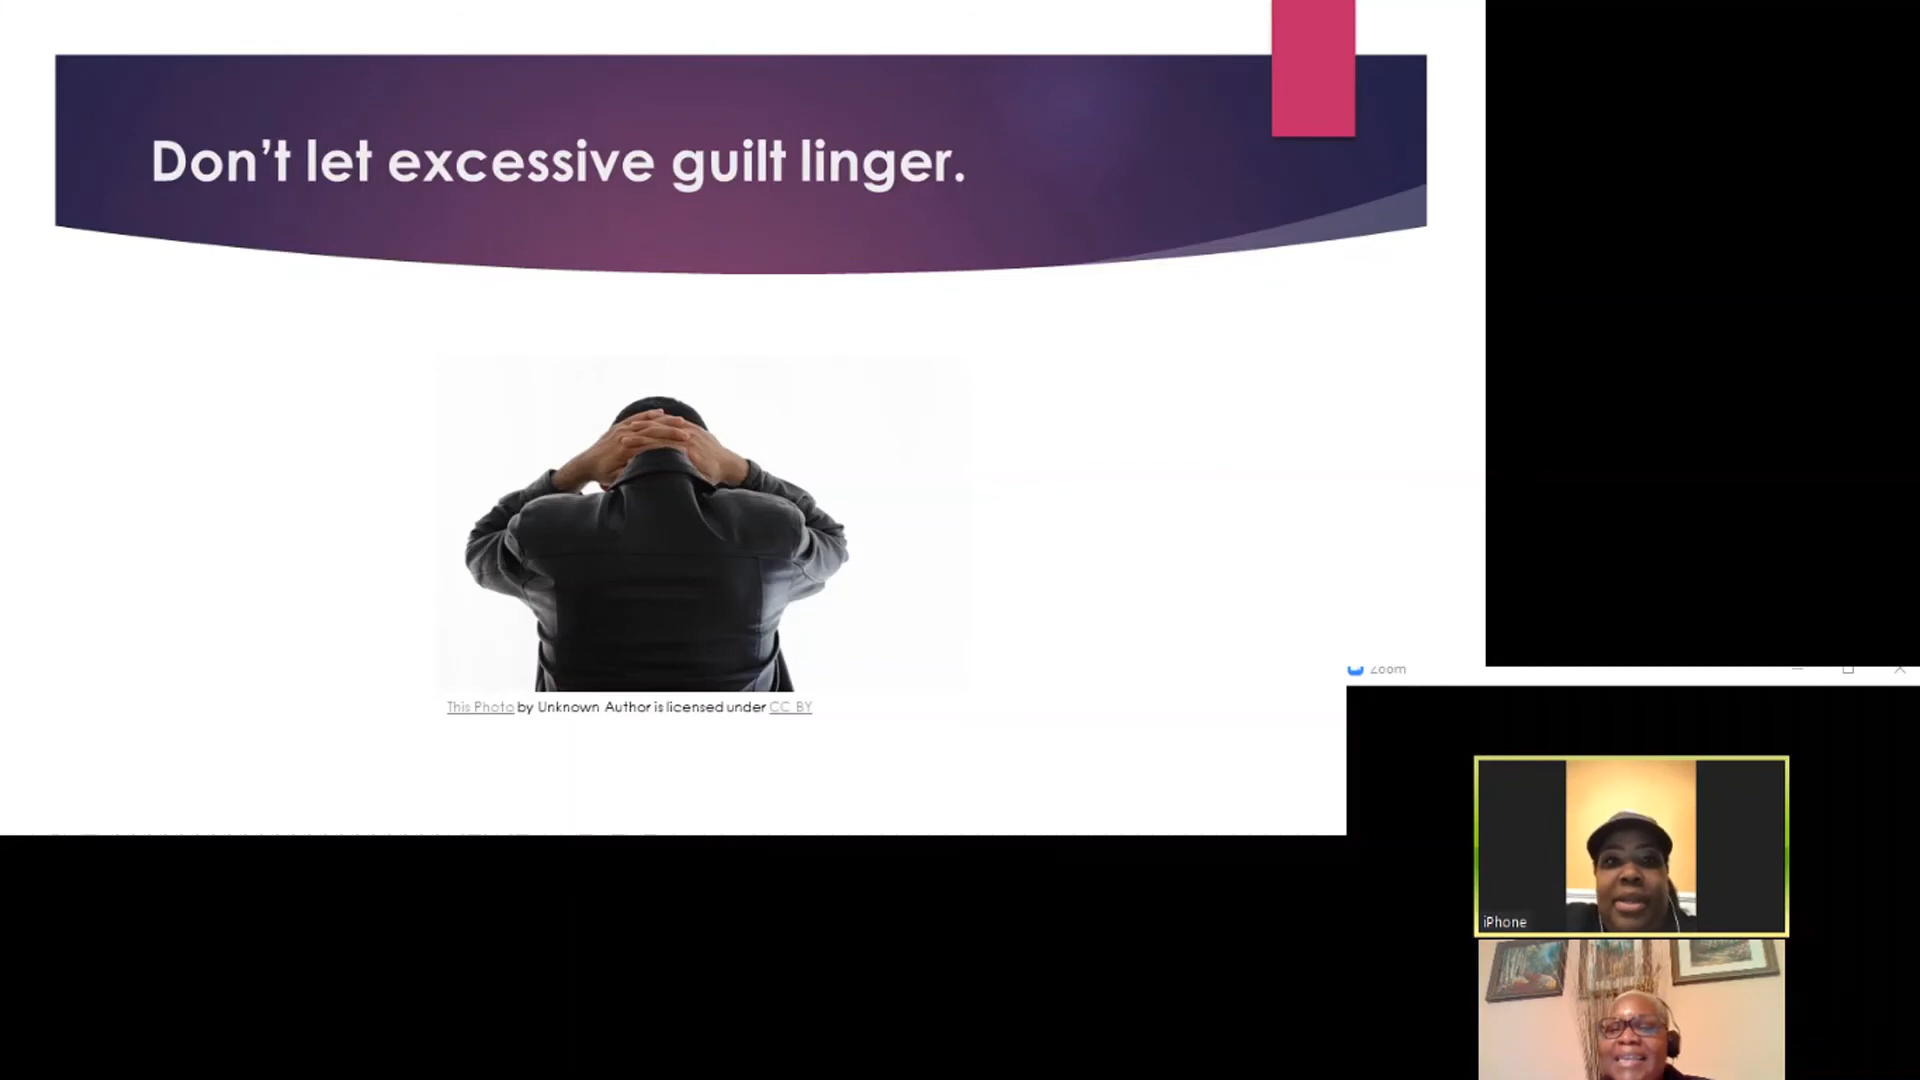 Don't let excessive guilt linger.
This Photo by Unknown Author is licensed under CC BY
Zoom
iPhone